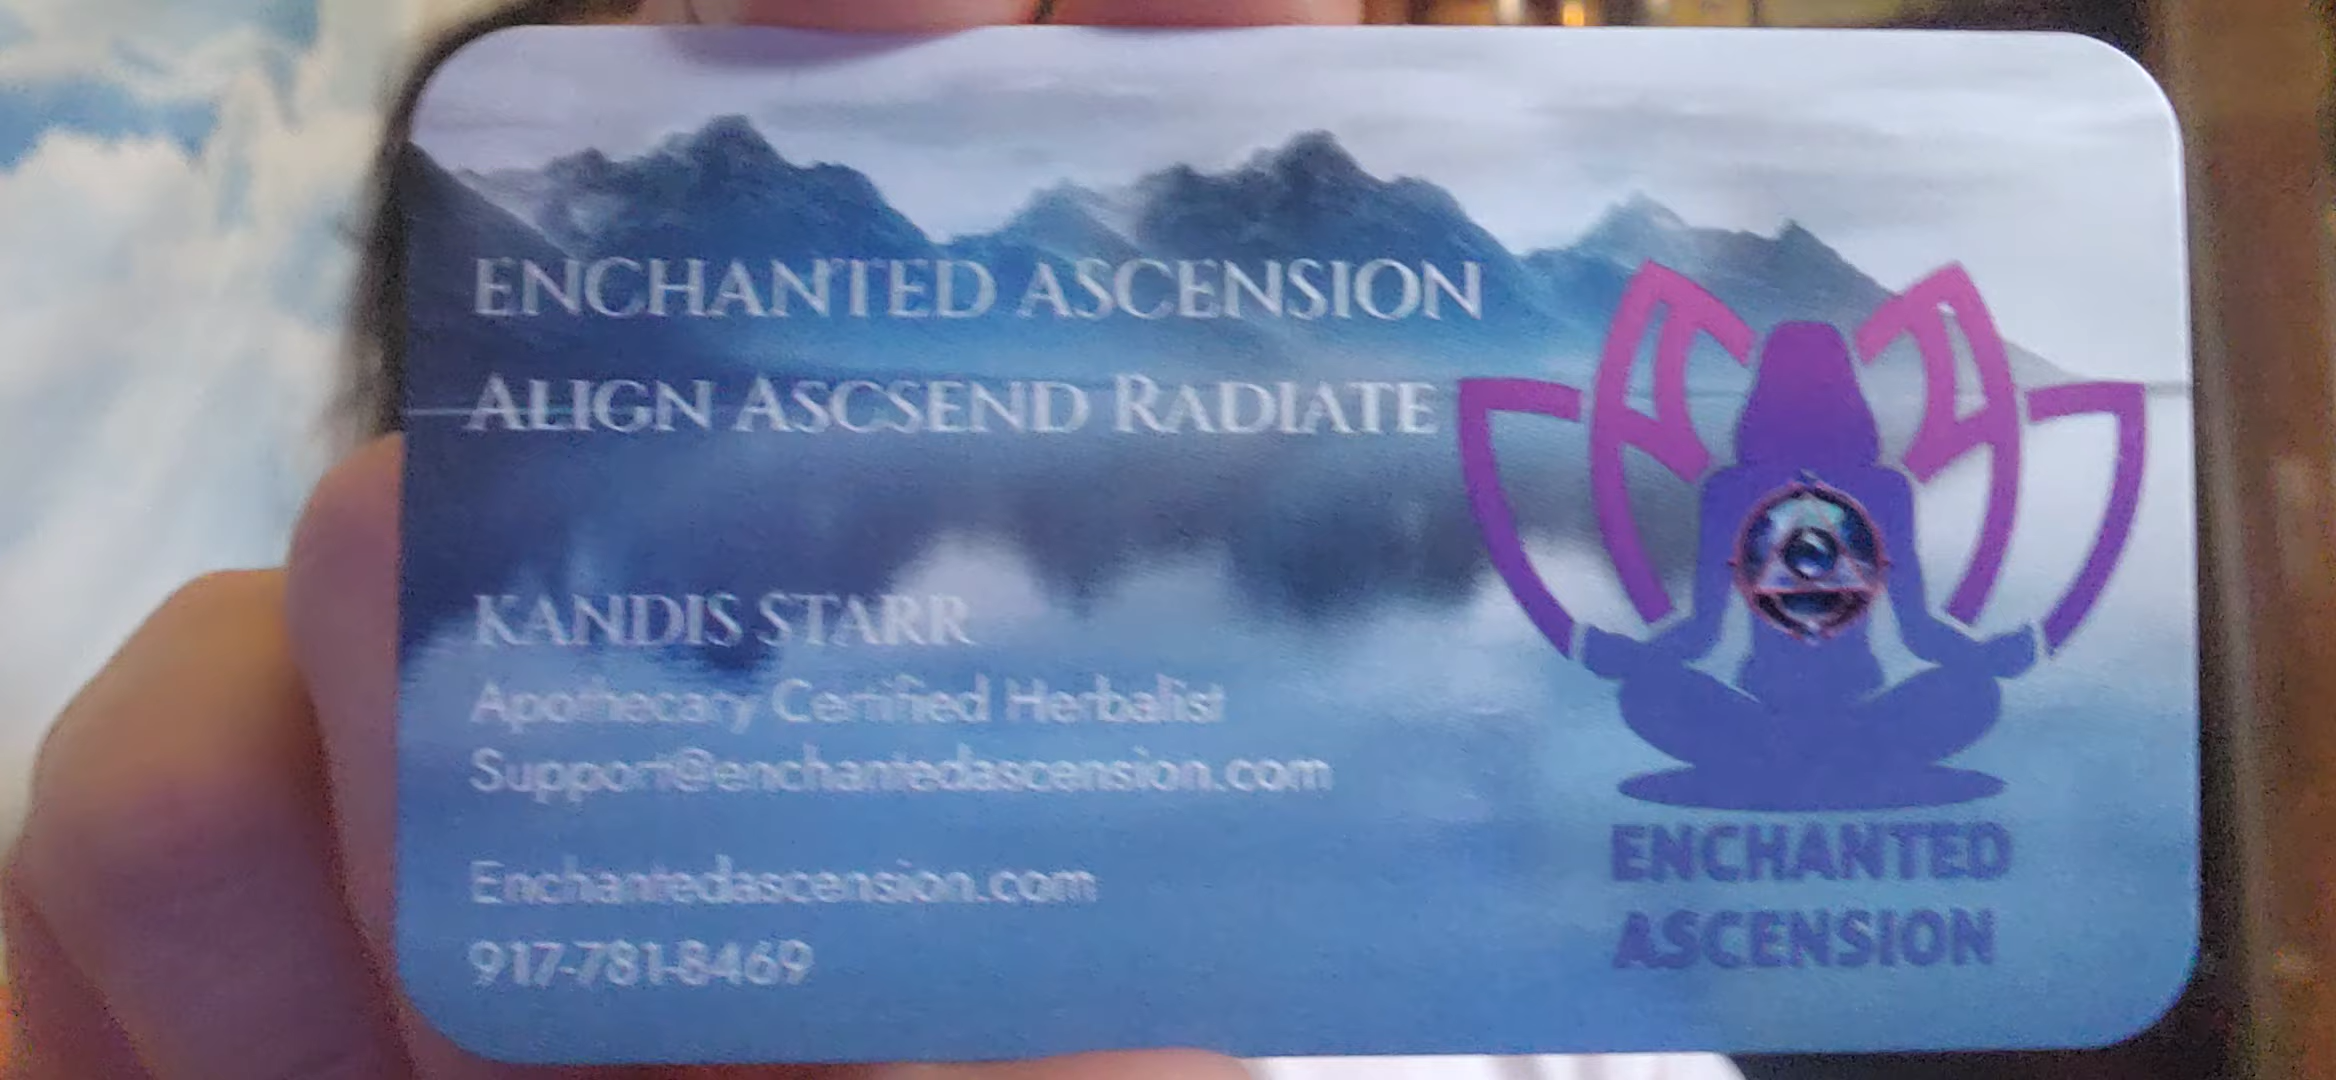 ENCHANTED ASCENSION
ALIGN ASCSEND RADIATE
KANDIS STARR
Apothecary Certified Herbalist
Support@enchantedascension.com
Enchantedascension.com
917-781-8469
ENCHANTED
ASCENSION